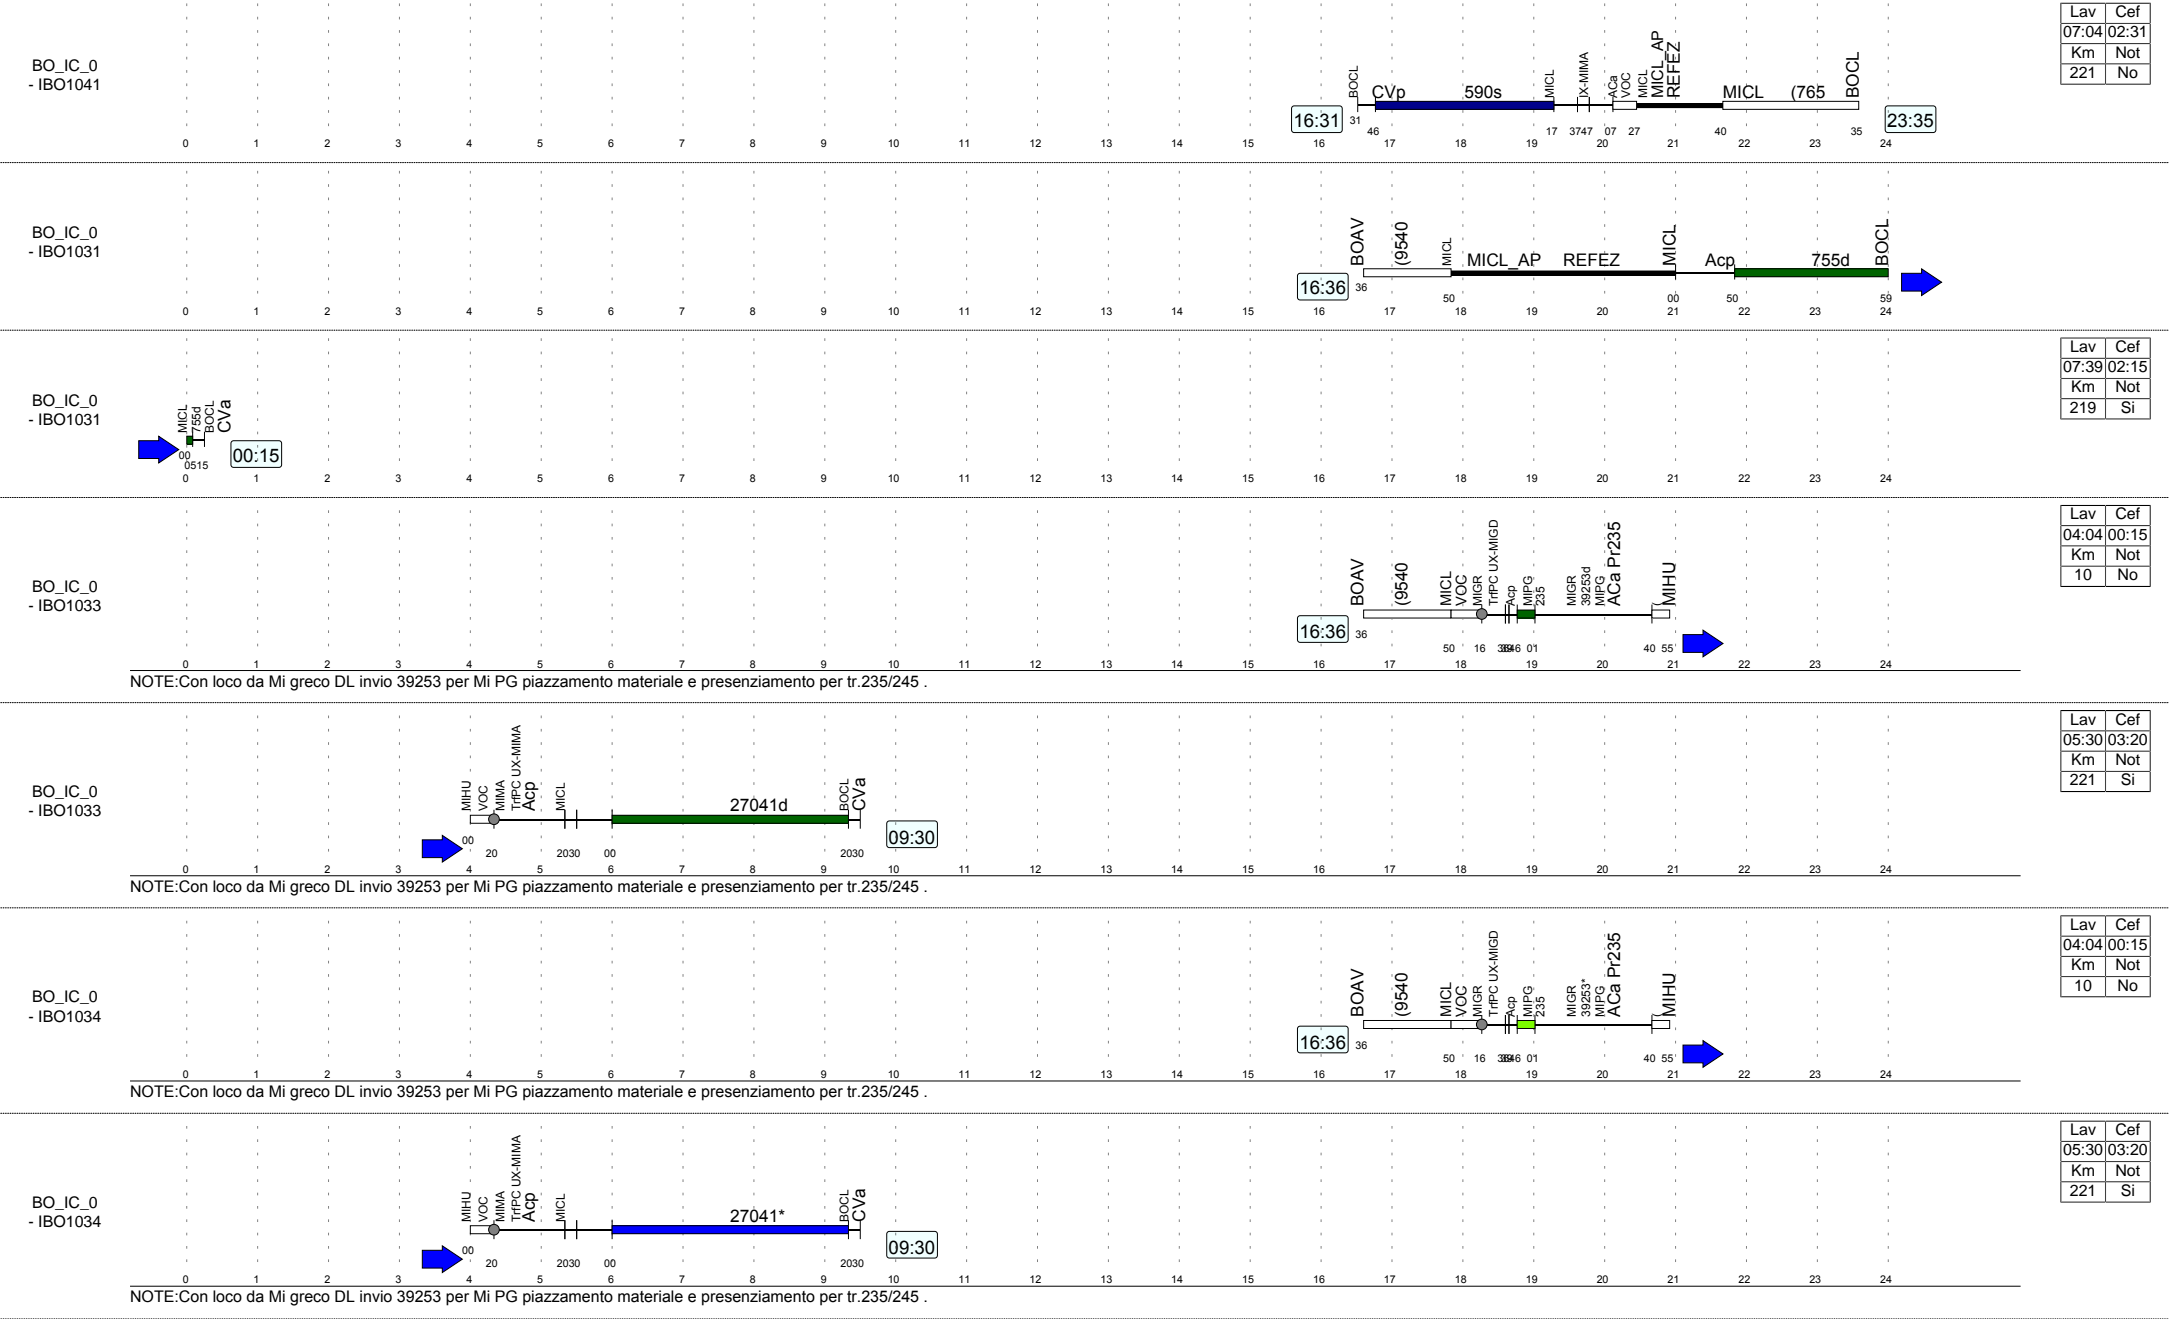 Lav Cef
07:04 02:31
Km Not
221 No
BO_IC_0
- IBO1041
BOCL CVp 590s MICL IX-MIMA ACa VOC MICL MICL_AP REFEZ MICL (765 BOCL
16:31 31 46 17 3747 07 27 40 35 23:35
0 1 2 3 4 5 6 7 8 9 10 11 12 13 14 15 16 17 18 19 20 21 22 23 24
BO_IC_0
- IBO1031
BOAV (9540 MICL MICL_AP REFEZ MICL Acp 755d BOCL
16:36 36 50 00 50 59
0 1 2 3 4 5 6 7 8 9 10 11 12 13 14 15 16 17 18 19 20 21 22 23 24
Lav Cef
07:39 02:15
Km Not
219 Si
BO_IC_0
- IBO1031
MICL 755d BOCL CVa
00 0515 00:15
0 1 2 3 4 5 6 7 8 9 10 11 12 13 14 15 16 17 18 19 20 21 22 23 24
Lav Cef
04:04 00:15
Km Not
10 No
BO_IC_0
- IBO1033
BOAV (9540 MICL VOC MIGR TrfPC UX-MIGD Acp MIPG 235 MIGR 39253d MIPG ACa Pr235 MIHU
16:36 36 50 16 46 01 40 55
0 1 2 3 4 5 6 7 8 9 10 11 12 13 14 15 16 17 18 19 20 21 22 23 24
NOTE:Con loco da Mi greco DL invio 39253 per Mi PG piazzamento materiale e presenziamento per tr.235/245 .
Lav Cef
05:30 03:20
Km Not
221 Si
BO_IC_0
- IBO1033
MIHU VOC MIMA TrfPC UX-MIMA Acp MICL 27041d BOCL CVa
00 20 2030 00 2030 09:30
0 1 2 3 4 5 6 7 8 9 10 11 12 13 14 15 16 17 18 19 20 21 22 23 24
NOTE:Con loco da Mi greco DL invio 39253 per Mi PG piazzamento materiale e presenziamento per tr.235/245 .
Lav Cef
04:04 00:15
Km Not
10 No
BO_IC_0
- IBO1034
BOAV (9540 MICL VOC MIGR TrfPC UX-MIGD Acp MIPG 235 MIGR 39253* MIPG ACa Pr235 MIHU
16:36 36 50 16 46 01 40 55
0 1 2 3 4 5 6 7 8 9 10 11 12 13 14 15 16 17 18 19 20 21 22 23 24
NOTE:Con loco da Mi greco DL invio 39253 per Mi PG piazzamento materiale e presenziamento per tr.235/245 .
Lav Cef
05:30 03:20
Km Not
221 Si
BO_IC_0
- IBO1034
MIHU VOC MIMA TrfPC UX-MIMA Acp MICL 27041* BOCL CVa
00 20 2030 00 2030 09:30
0 1 2 3 4 5 6 7 8 9 10 11 12 13 14 15 16 17 18 19 20 21 22 23 24
NOTE:Con loco da Mi greco DL invio 39253 per Mi PG piazzamento materiale e presenziamento per tr.235/245 .